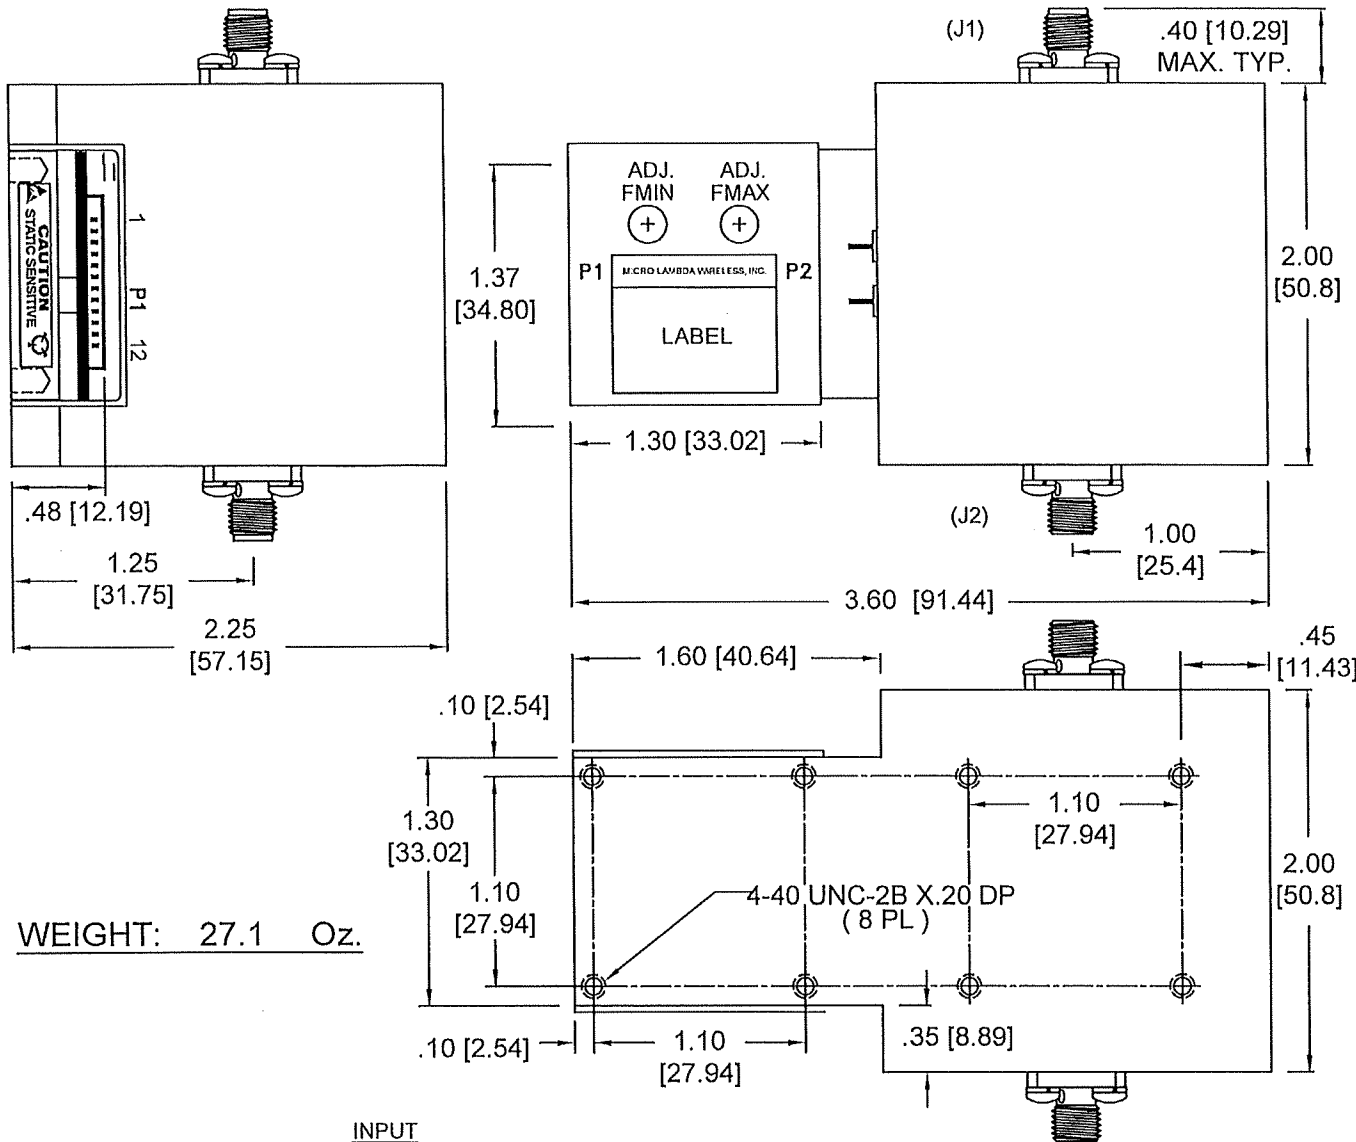 (J1)
.40 [10.29]
MAX. TYP.
ADJ.
FMIN
ADJ.
FMAX
P1
MICRO LAMBDA WIRELESS, INC.
P2
LABEL
CAUTION
STATIC SENSITIVE
1
P1
12
1.37
[34.80]
2.00
[50.8]
1.30 [33.02]
.48 [12.19]
(J2)
1.00
[25.4]
1.25
[31.75]
3.60 [91.44]
2.25
[57.15]
1.60 [40.64]
.45
[11.43]
.10 [2.54]
1.10
[27.94]
1.30
[33.02]
1.10
[27.94]
4-40 UNC-2B X.20 DP
( 8 PL )
2.00
[50.8]
WEIGHT: 27.1 Oz.
.10 [2.54]
1.10
[27.94]
.35 [8.89]
INPUT